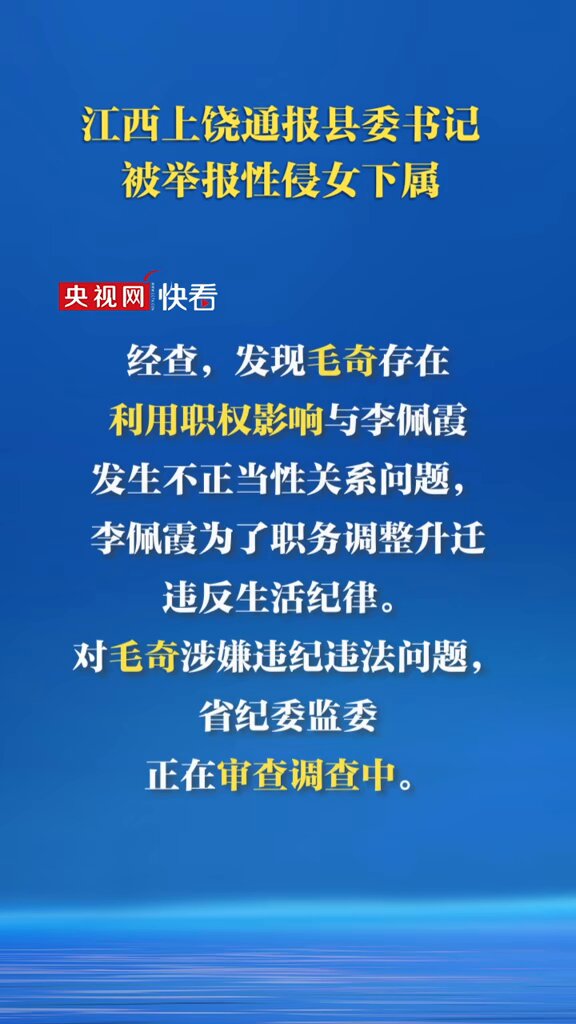 江西上饶通报县委书记
被举报性侵女下属
央视网 快看
经查，发现毛奇存在
利用职权影响与李佩霞
发生不正当性关系问题，
李佩霞为了职务调整升迁
违反生活纪律。
对毛奇涉嫌违纪违法问题，
省纪委监委
正在审查调查中。